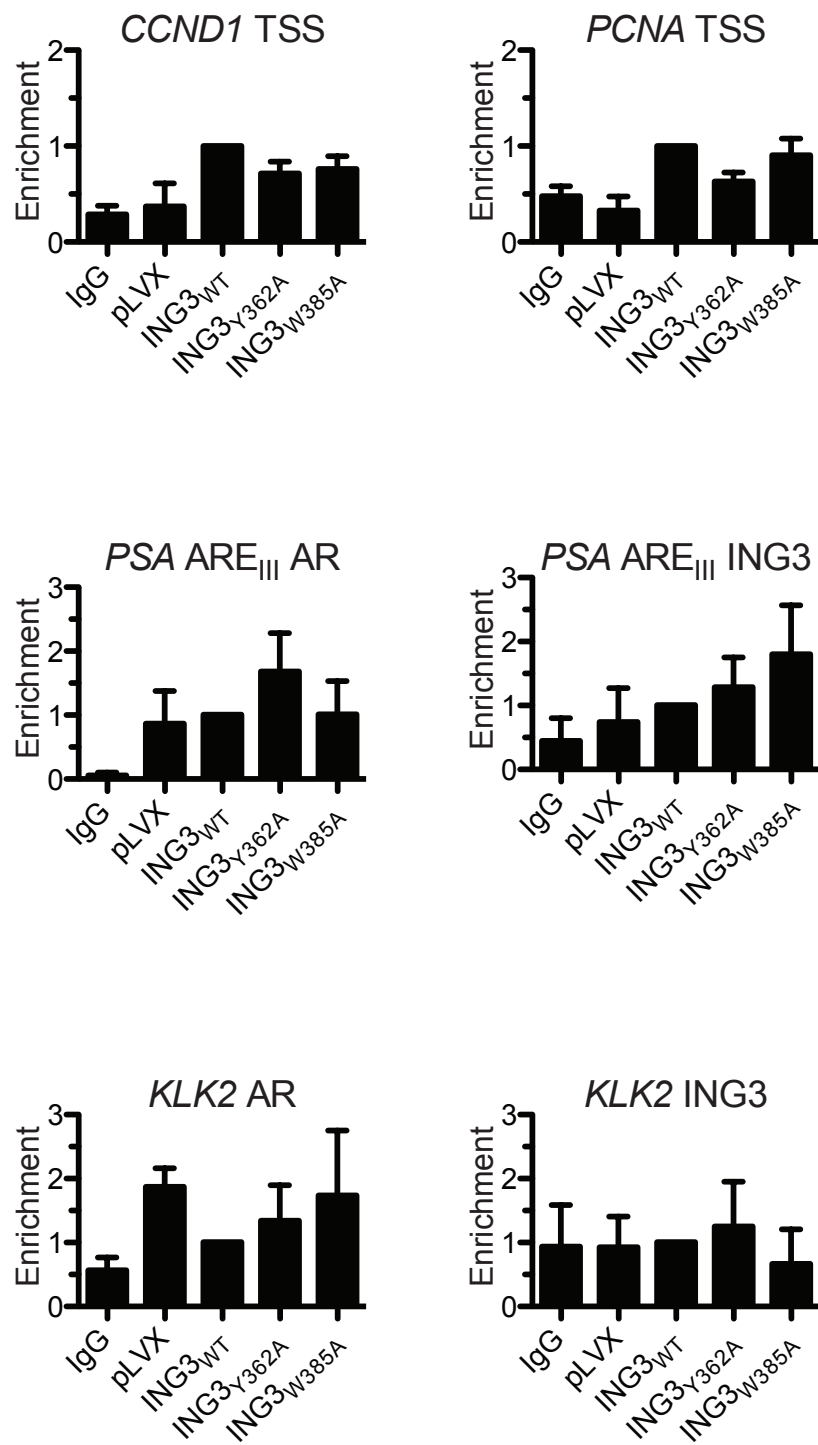 CCND1 TSS
Enrichment
2
1
0
IgG
pLVX
ING3WT
ING3Y362A
ING3W385A
PCNA TSS
Enrichment
2
1
0
IgG
pLVX
ING3WT
ING3Y362A
ING3W385A
PSA AREIII AR
Enrichment
3
2
1
0
IgG
pLVX
ING3WT
ING3Y362A
ING3W385A
PSA AREIII ING3
Enrichment
3
2
1
0
IgG
pLVX
ING3WT
ING3Y362A
ING3W385A
KLK2 AR
Enrichment
3
2
1
0
IgG
pLVX
ING3WT
ING3Y362A
ING3W385A
KLK2 ING3
Enrichment
3
2
1
0
IgG
pLVX
ING3WT
ING3Y362A
ING3W385A